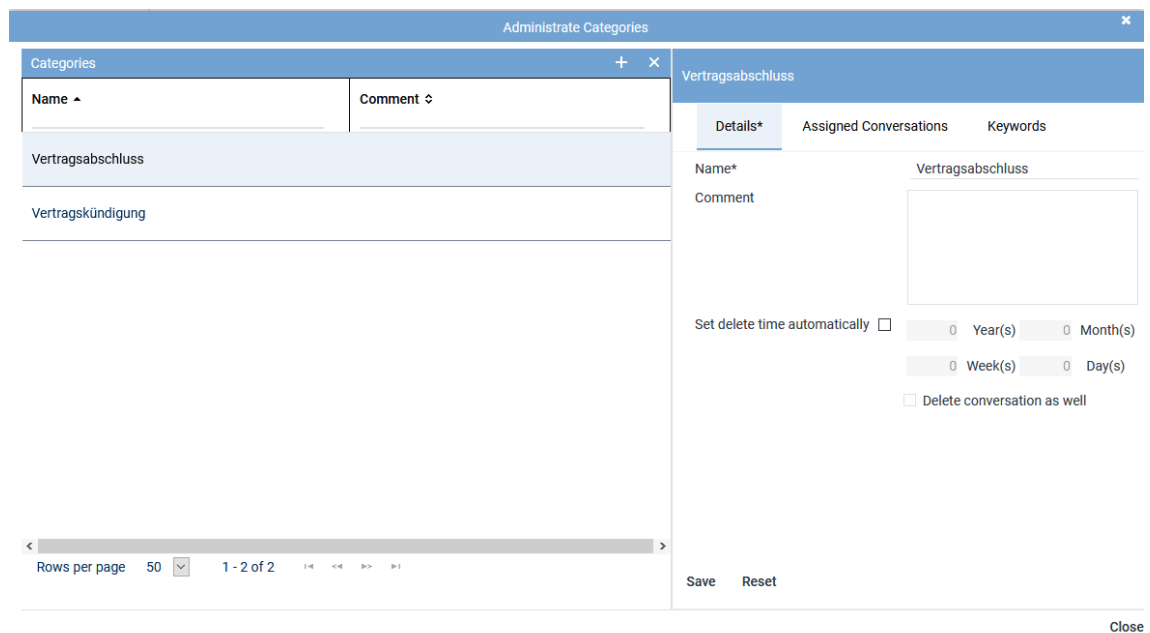 Administrate Categories
Categories
Name
Comment
Vertragsabschluss
Vertragskündigung
Rows per page 50 1 - 2 of 2
Vertragsabschluss
Details* Assigned Conversations Keywords
Name* Vertragsabschluss
Comment
Set delete time automatically 0 Year(s) 0 Month(s)
0 Week(s) 0 Day(s)
Delete conversation as well
Save Reset
Close